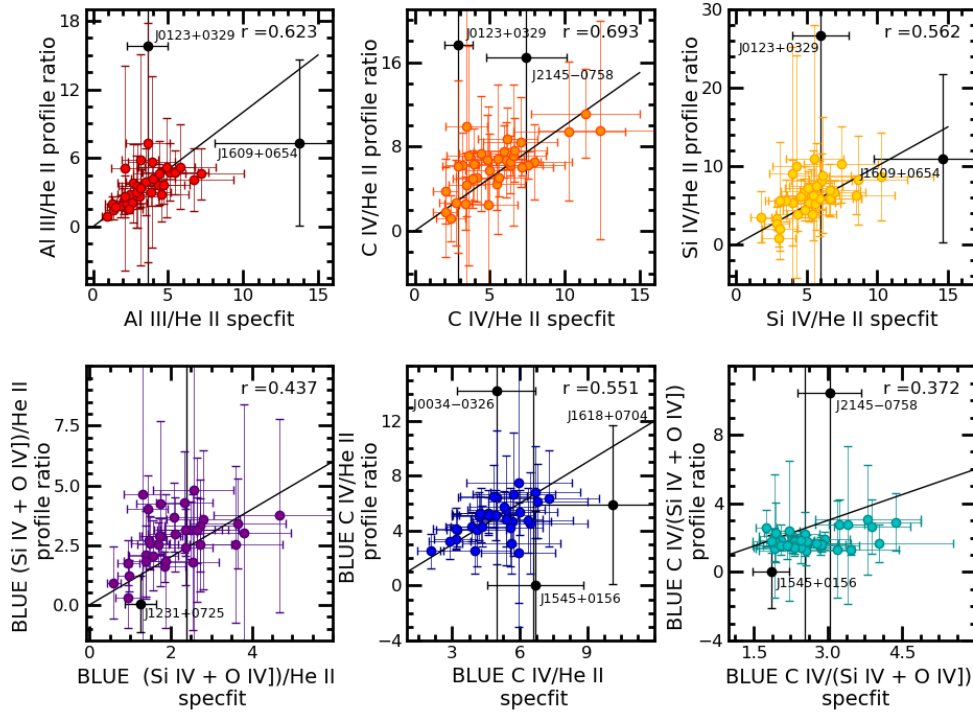 r =0.623
J0123+0329
J1609+0654
18
12
6
0
0
5
10
15
Al III/He II profile ratio
Al III/He II specfit
r =0.693
J0123+0329
J2145−0758
16
8
0
0
5
10
15
C IV/He II profile ratio
C IV/He II specfit
r =0.562
J0123+0329
J1609+0654
30
20
10
0
0
5
10
15
Si IV/He II profile ratio
Si IV/He II specfit
r =0.437
J1231+0725
7.5
5.0
2.5
0.0
0
2
4
BLUE (Si IV + O IV])/He II
profile ratio
BLUE (Si IV + O IV])/He II
specfit
r =0.551
J0034−0326
J1618+0704
J1545+0156
12
8
4
0
−4
3
6
9
BLUE C IV/He II
profile ratio
BLUE C IV/He II
specfit
r =0.372
J2145−0758
J1545+0156
8
4
0
−4
1.5
3.0
4.5
BLUE C IV/(Si IV + O IV])
profile ratio
BLUE C IV/(Si IV + O IV])
specfit